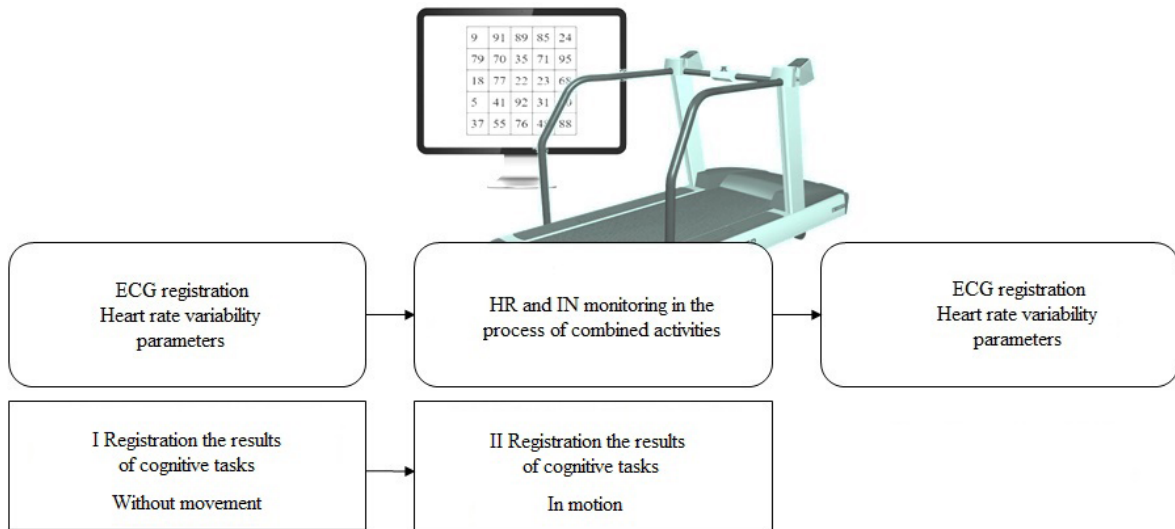 9 91 89 85 24
79 70 35 71 95
18 77 22 23 68
5 41 92 31
37 55 76 88
ECG registration
Heart rate variability
parameters
HR and IN monitoring in the
process of combined activities
ECG registration
Heart rate variability
parameters
I Registration the results
of cognitive tasks
Without movement
II Registration the results
of cognitive tasks
In motion